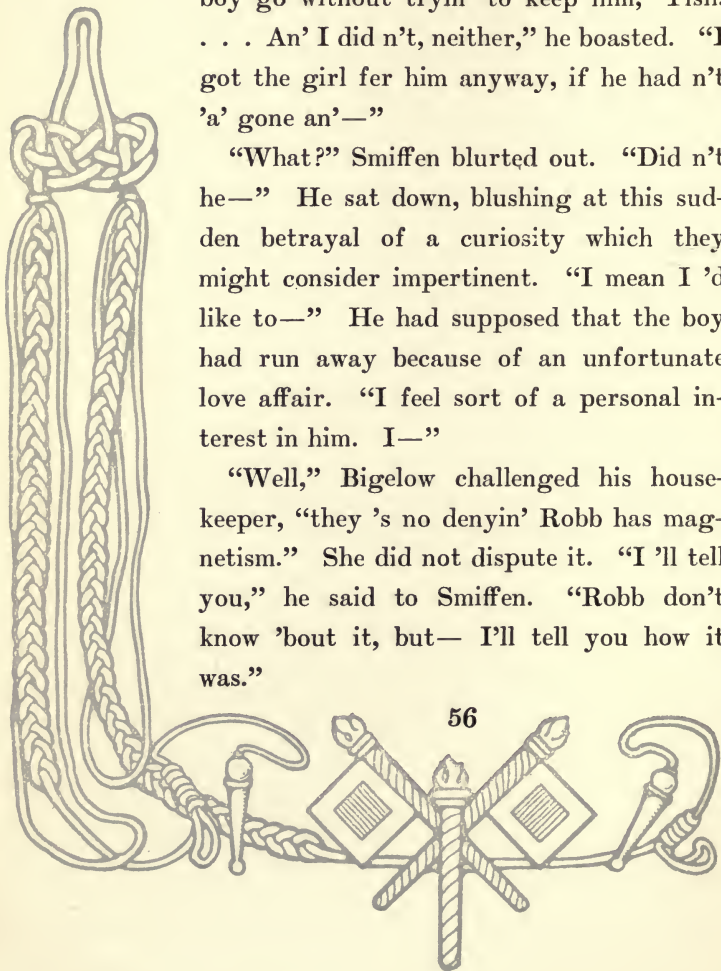 . . . An' I did n't, neither," he boasted. "I
got the girl fer him anyway, if he had n't
'a' gone an'—"
"What?" Smiffen blurted out. "Did n't
he—" He sat down, blushing at this sud-
den betrayal of a curiosity which they
might consider impertinent. "I mean I 'd
like to—" He had supposed that the boy
had run away because of an unfortunate
love affair. "I feel sort of a personal in-
terest in him. I—"
"Well," Bigelow challenged his house-
keeper, "they 's no denyin' Robb has mag-
netism." She did not dispute it. "I 'll tell
you," he said to Smiffen. "Robb don't
know 'bout it, but— I'll tell you how it
was."
56